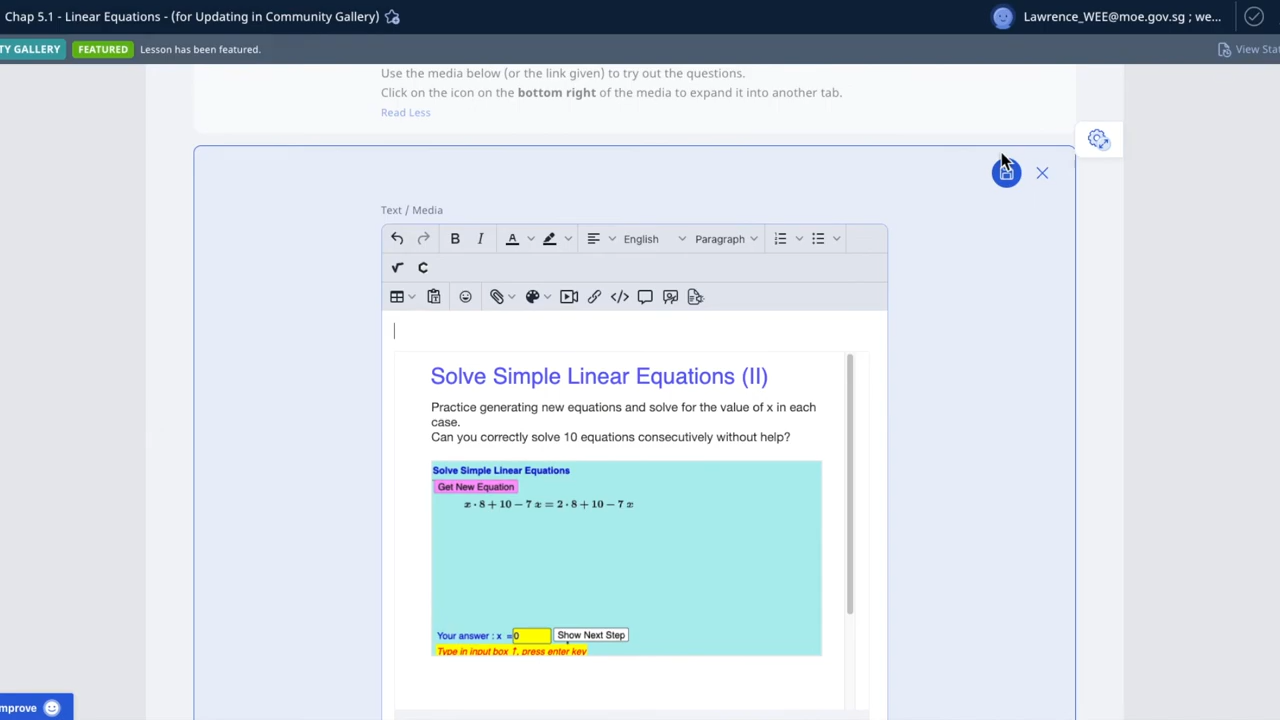 Chap 5.1 - Linear Equations - (for Updating in Community Gallery)
Lawrence_WEE@moe.gov.sg ; we...
TY GALLERY
FEATURED
Lesson has been featured.
View Stat
Use the media below (or the link given) to try out the questions.
Click on the icon on the bottom right of the media to expand it into another tab.
Read Less
Text / Media
B I A English Paragraph
C
Solve Simple Linear Equations (II)
Practice generating new equations and solve for the value of x in each
case.
Can you correctly solve 10 equations consecutively without help?
Solve Simple Linear Equations
Get New Equation
x · 8 + 10 − 7 x = 2 · 8 + 10 − 7 x
Your answer : x = 0 Show Next Step
Type in input box ↑, press enter key
mprove